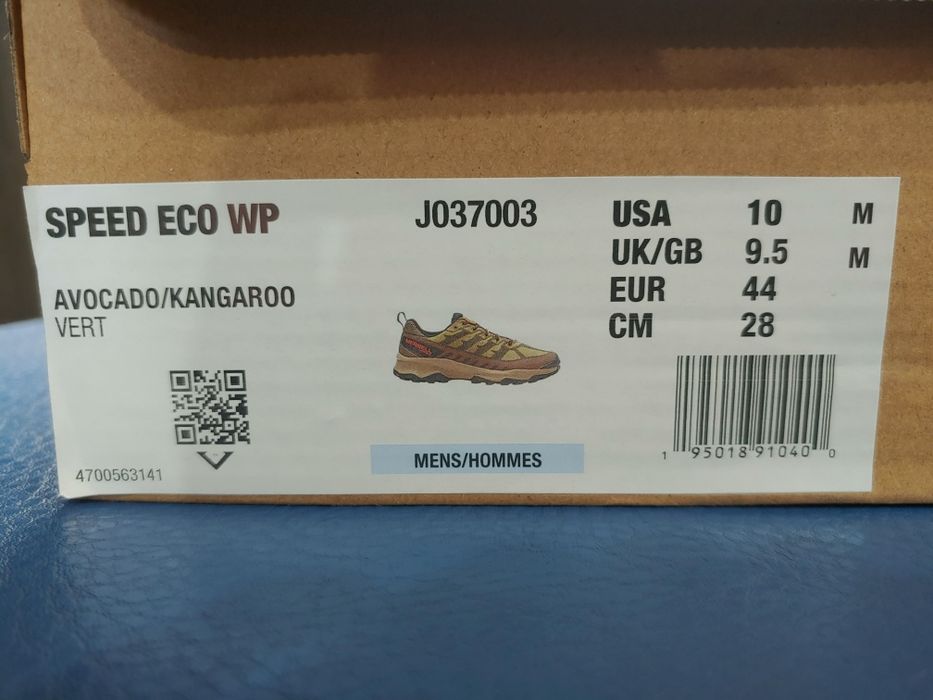 SPEED ECO WP
J037003
USA 10 M
UK/GB 9.5 M
EUR 44
CM 28
AVOCADO/KANGAROO
VERT
MERRELL
MENS/HOMMES
4700563141
1 95018 91040 0